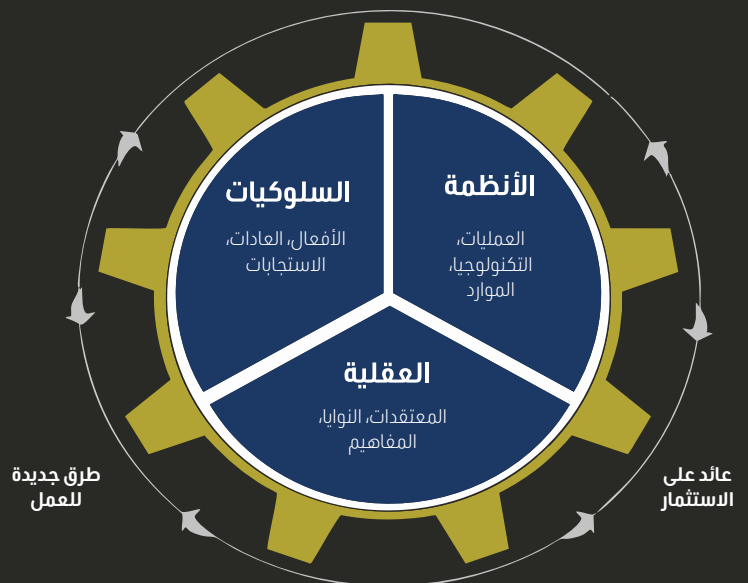 الأنظمة
العمليات،
التكنولوجيا،
الموارد
السلوكيات
الأفعال، العادات،
الاستجابات
العقلية
المعتقدات، النوايا،
المفاهيم
عائد على
الاستثمار
طرق جديدة
للعمل